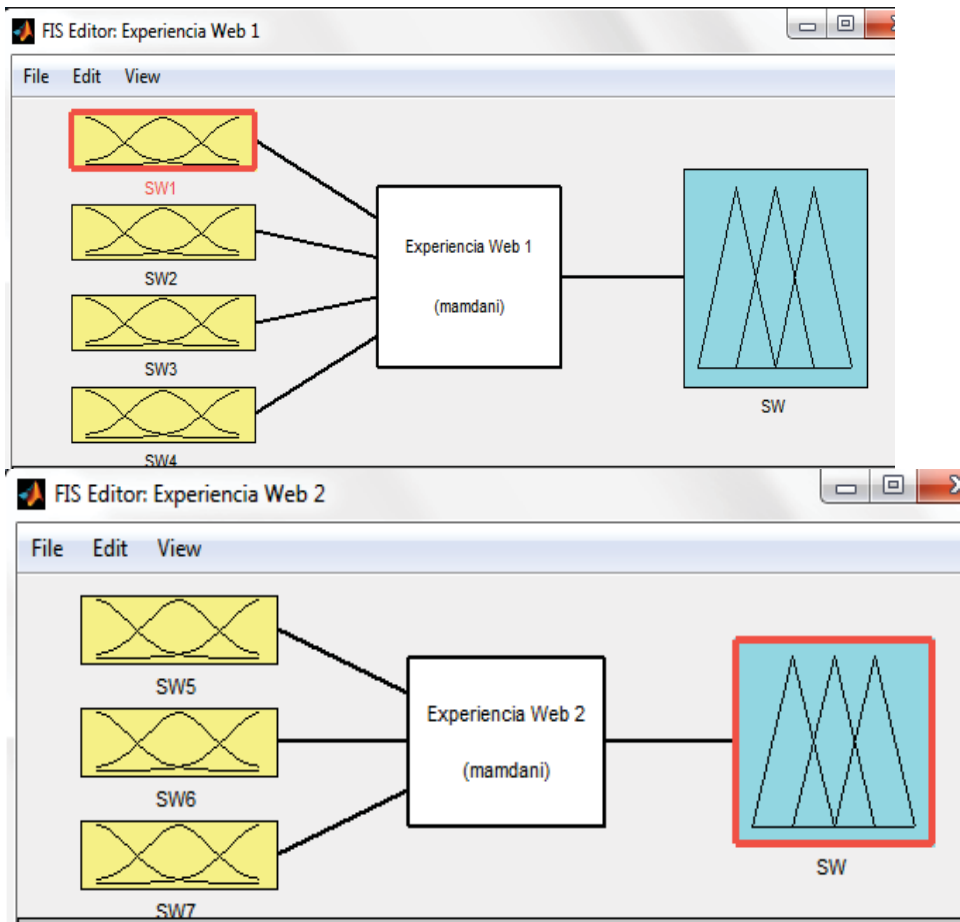 FIS Editor: Experiencia Web 1
File Edit View
SW1
SW2
SW3
SW4
Experiencia Web 1
(mamdani)
SW
FIS Editor: Experiencia Web 2
File Edit View
SW5
SW6
SW7
Experiencia Web 2
(mamdani)
SW